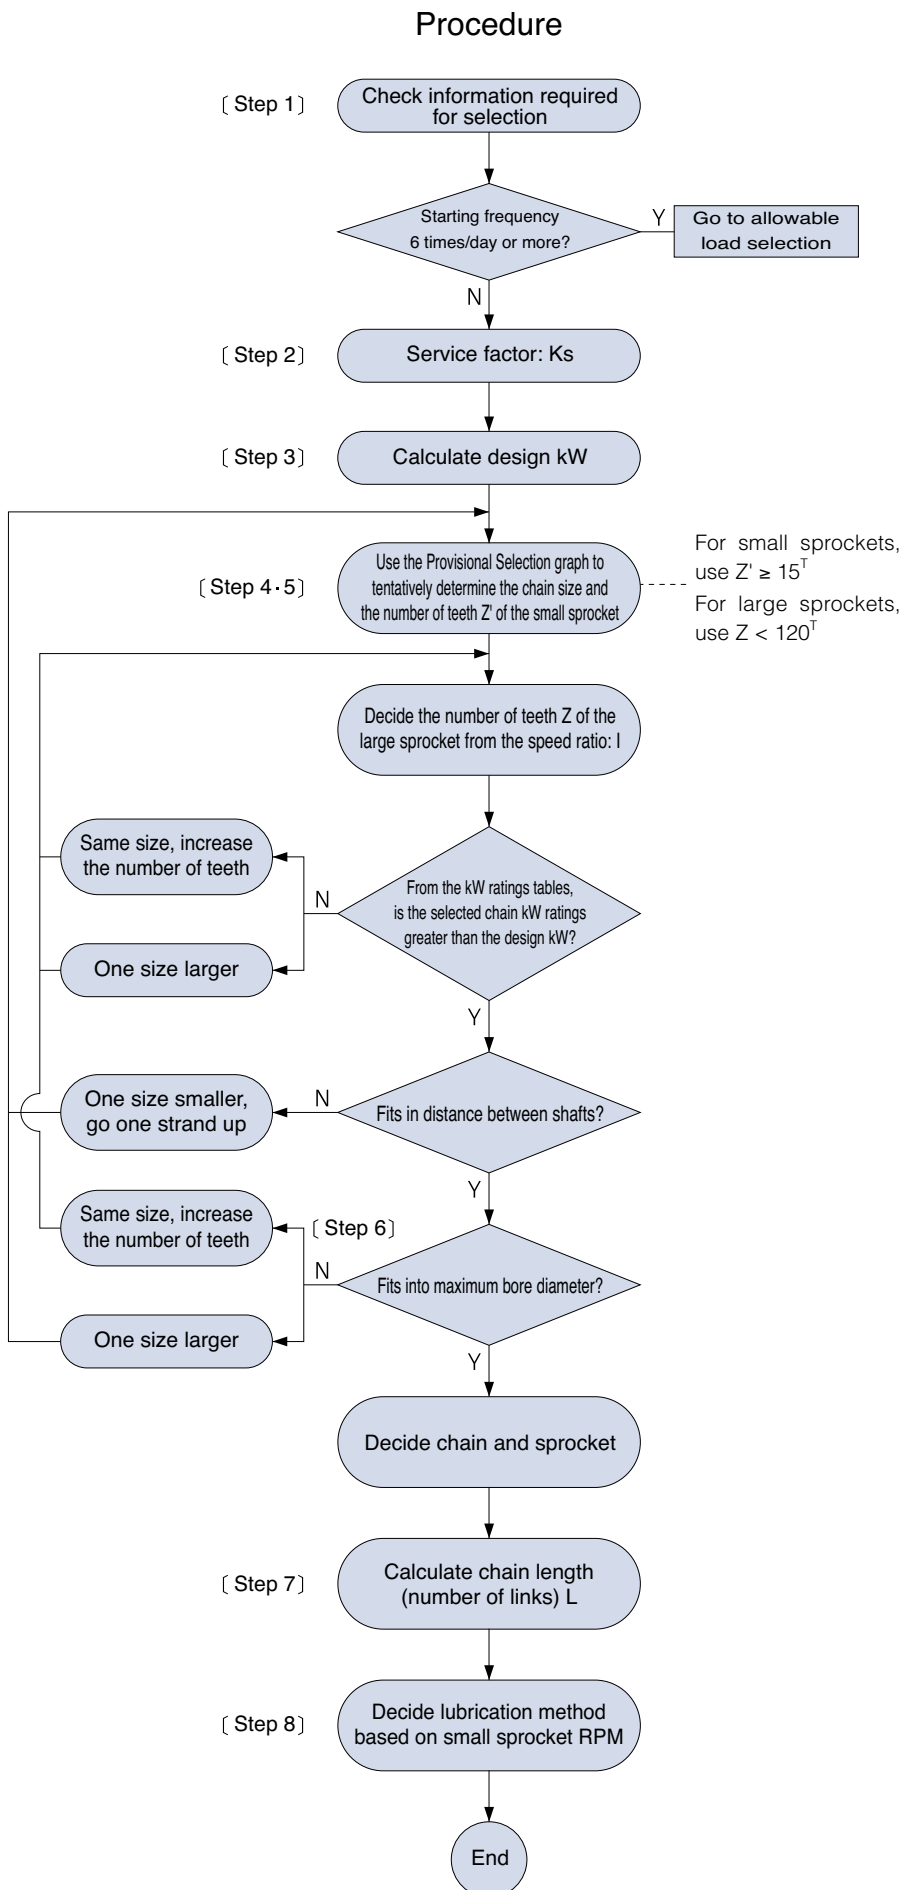 Procedure
〔 Step 1〕
Check information required
for selection
Starting frequency
6 times/day or more?
Y
Go to allowable
load selection
N
〔 Step 2〕
Service factor: Ks
〔 Step 3〕
Calculate design kW
〔 Step 4·5〕
Use the Provisional Selection graph to
tentatively determine the chain size and
the number of teeth Z' of the small sprocket
For small sprockets,
use Z' ≥ 15ᵀ
For large sprockets,
use Z < 120ᵀ
Decide the number of teeth Z of the
large sprocket from the speed ratio: I
Same size, increase
the number of teeth
One size larger
N
From the kW ratings tables,
is the selected chain kW ratings
greater than the design kW?
Y
One size smaller,
go one strand up
N
Fits in distance between shafts?
Y
Same size, increase
the number of teeth
〔 Step 6〕
N
Fits into maximum bore diameter?
One size larger
Y
Decide chain and sprocket
〔 Step 7〕
Calculate chain length
(number of links) L
〔 Step 8〕
Decide lubrication method
based on small sprocket RPM
End